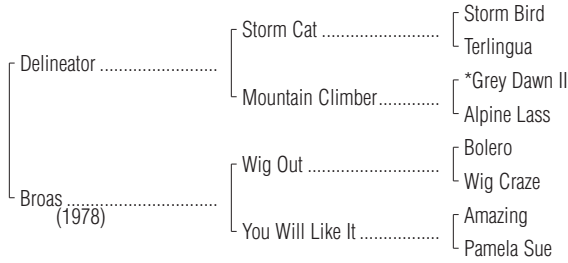 Storm Bird
Storm Cat ........................
Terlingua
Delineator ........................
*Grey Dawn II
Mountain Climber............
Alpine Lass
Bolero
Wig Out ...........................
Wig Craze
Broas ...............................
(1978)
Amazing
You Will Like It ................
Pamela Sue